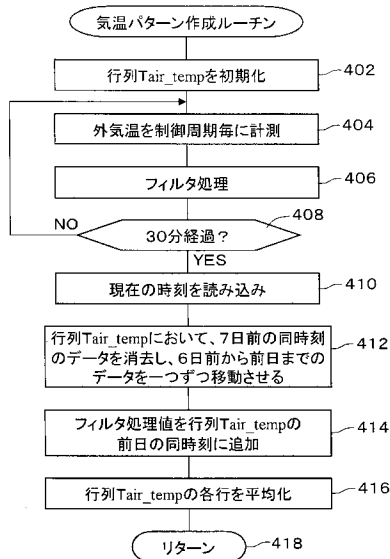 気温パターン作成ルーチン
行列Tair_tempを初期化
402
外気温を制御周期毎に計測
404
フィルタ処理
406
408
NO
30分経過？
YES
現在の時刻を読み込み
410
行列Tair_tempにおいて、7日前の同時刻
のデータを消去し、6日前から前日までの
データを一つずつ移動させる
412
フィルタ処理値を行列Tair_tempの
前日の同時刻に追加
414
行列Tair_tempの各行を平均化
416
リターン
418